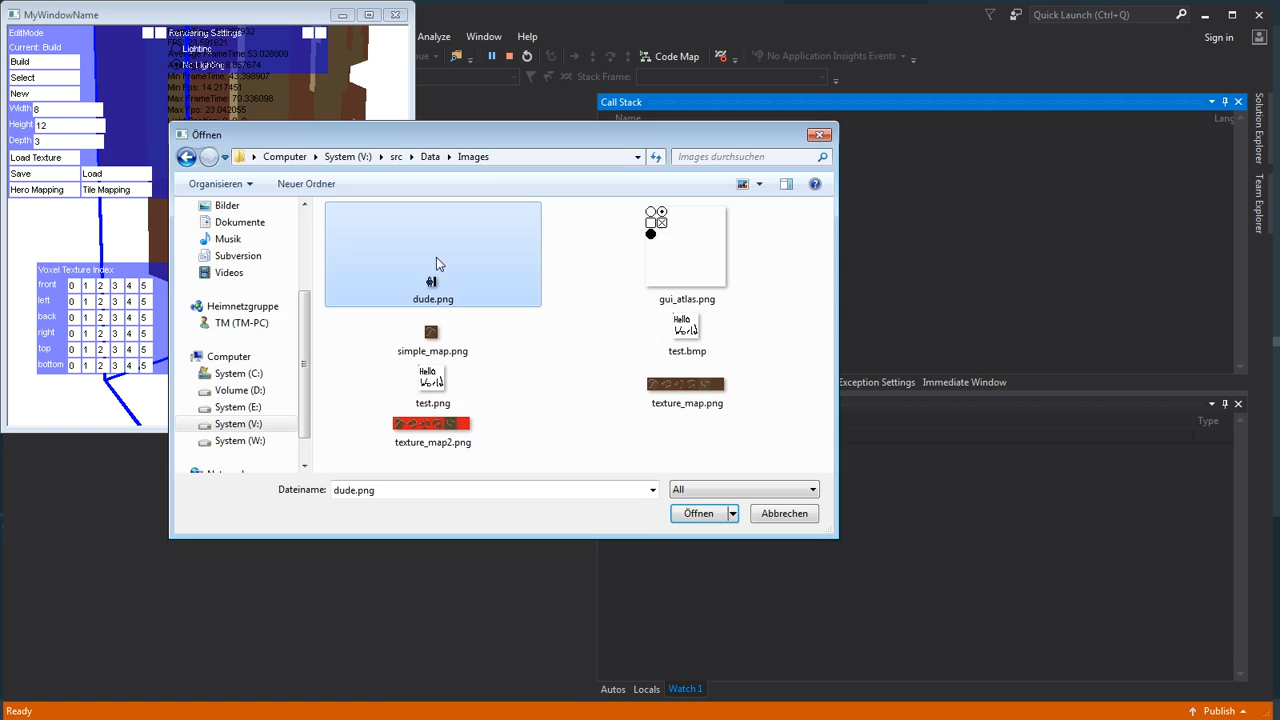 MyWindowName
EditMode
Current: Build
Build
Select
New
Width 8
Height 12
Depth 3
Load Texture
Save Load
Hero Mapping Tile Mapping
Rendering Settings
Lighting
No Lighting
Average FrameTime:53.028809
Min FrameTime: 43.398907
Min Fps: 14.217451
Max FrameTime: 70.336098
Max Fps: 23.042055
Voxel Texture Index
front 0 1 2 3 4 5
left 0 1 2 3 4 5
back 0 1 2 3 4 5
right 0 1 2 3 4 5
top 0 1 2 3 4 5
bottom 0 1 2 3 4 5
Quick Launch (Ctrl+Q)
Analyze Window Help
Sign in
Code Map
No Application Insights Events
Stack Frame:
Call Stack
Name
Lang
Solution Explorer
Team Explorer
Öffnen
Computer System (V:) src Data Images
Images durchsuchen
Organisieren Neuer Ordner
Bilder
Dokumente
Musik
Subversion
Videos
Heimnetzgruppe
TM (TM-PC)
Computer
System (C:)
Volume (D:)
System (E:)
System (V:)
System (W:)
dude.png
gui_atlas.png
simple_map.png
Hello
World
test.bmp
Hello
World
test.png
texture_map.png
texture_map2.png
Dateiname: dude.png
All
Öffnen Abbrechen
Exception Settings Immediate Window
Type
Autos Locals Watch 1
Ready
Publish